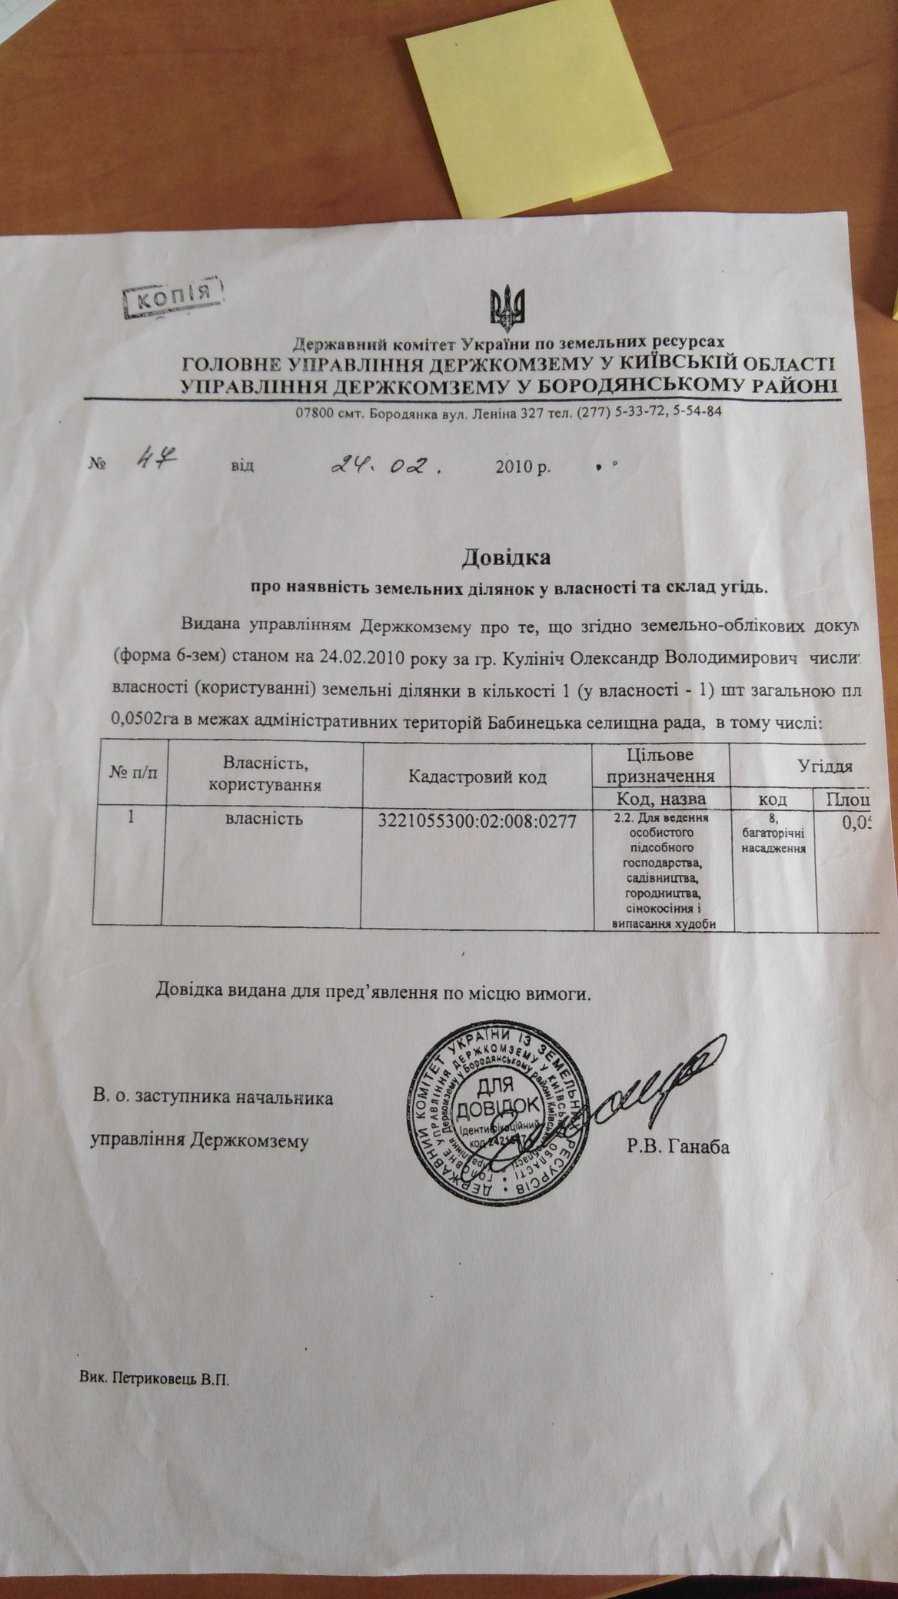 КОПІЯ
Державний комітет України по земельних ресурсах
ГОЛОВНЕ УПРАВЛІННЯ ДЕРЖКОМЗЕМУ У КИЇВСЬКІЙ ОБЛАСТІ
УПРАВЛІННЯ ДЕРЖКОМЗЕМУ У БОРОДЯНСЬКОМУ РАЙОНІ
07800 смт. Бородянка вул. Леніна 327 тел. (277) 5-33-72, 5-54-84
№ 47 від 24.02. 2010 р.
Довідка
про наявність земельних ділянок у власності та склад угідь.
Видана управлінням Держкомзему про те, що згідно земельно-облікових докум
(форма 6-зем) станом на 24.02.2010 року за гр. Кулініч Олександр Володимирович числи
власності (користуванні) земельні ділянки в кількості 1 (у власності - 1) шт загальною пл
0,0502га в межах адміністративних територій Бабинецька селищна рада, в тому числі:
№ п/п Власність, користування Кадастровий код Цільове призначення Угіддя
Код, назва код Площ
1 власність 3221055300:02:008:0277 2.2. Для ведення 8, 0,05
особистого багаторічні
підсобного насадження
господарства,
садівництва,
городництва,
сінокосіння і
випасання худоби
Довідка видана для пред’явлення по місцю вимоги.
В. о. заступника начальника
управління Держкомзему
ДЕРЖАВНИЙ КОМІТЕТ УКРАЇНИ ІЗ ЗЕМЕЛЬНИХ РЕСУРСІВ
ГОЛОВНЕ УПРАВЛІННЯ ДЕРЖКОМЗЕМУ У КИЇВСЬКІЙ ОБЛАСТІ
ДЛЯ
ДОВІДОК
Ідентифікаційний
код
Р.В. Ганаба
Вик. Петриковець В.П.